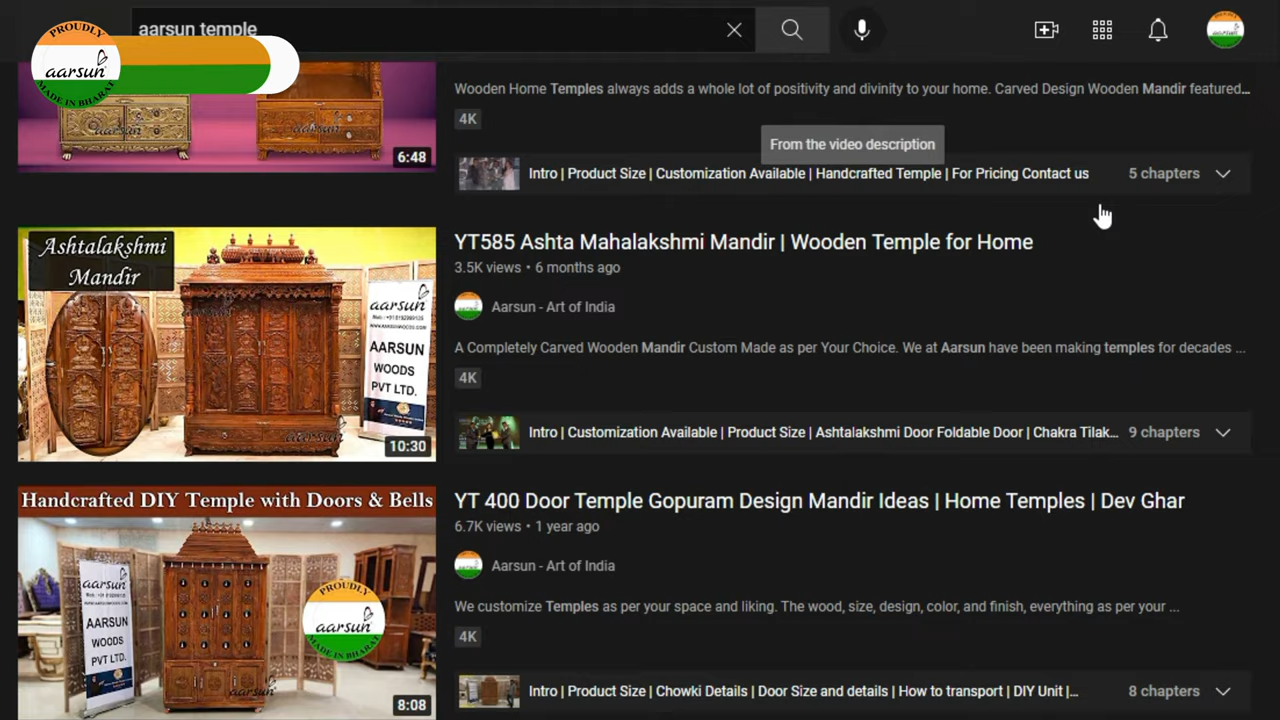 aarsun temple
PROUDLY
aarsun
MADE IN BHARAT
Wooden Home Temples always adds a whole lot of positivity and divinity to your home. Carved Design Wooden Mandir featured...
4K
From the video description
6:48
Intro | Product Size | Customization Available | Handcrafted Temple | For Pricing Contact us
5 chapters
Ashtalakshmi
Mandir
aarsun
AARSUN
WOODS
PVT LTD.
aarsun
10:30
YT585 Ashta Mahalakshmi Mandir | Wooden Temple for Home
3.5K views • 6 months ago
Aarsun - Art of India
A Completely Carved Wooden Mandir Custom Made as per Your Choice. We at Aarsun have been making temples for decades ...
4K
Intro | Customization Available | Product Size | Ashtalakshmi Door Foldable Door | Chakra Tilak...
9 chapters
Handcrafted DIY Temple with Doors & Bells
aarsun
AARSUN
WOODS
PVT LTD.
PROUDLY
aarsun
MADE IN BHARAT
aarsun
8:08
YT 400 Door Temple Gopuram Design Mandir Ideas | Home Temples | Dev Ghar
6.7K views • 1 year ago
Aarsun - Art of India
We customize Temples as per your space and liking. The wood, size, design, color, and finish, everything as per your ...
4K
Intro | Product Size | Chowki Details | Door Size and details | How to transport | DIY Unit |...
8 chapters